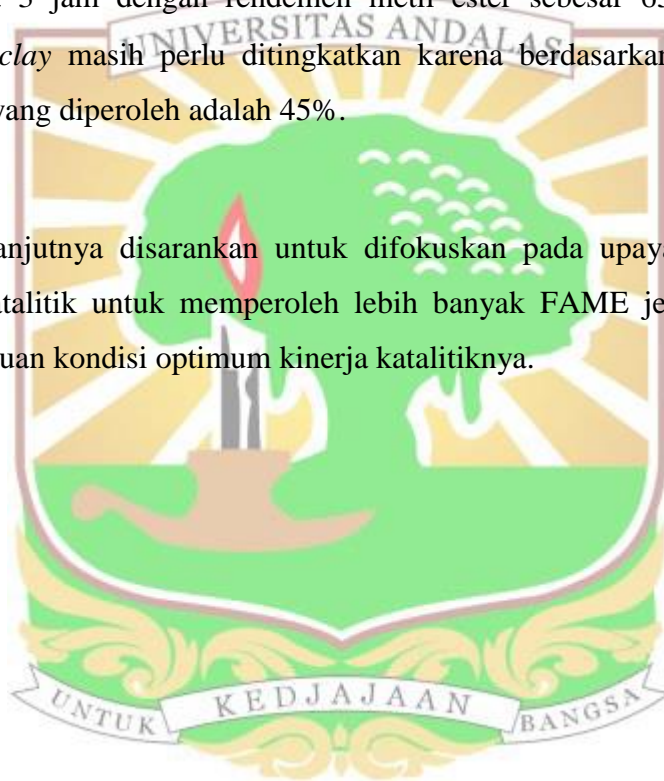 3 jam dengan rendemen metil ester sebesar
UNIVERSITAS ANDALAS
clay masih perlu ditingkatkan karena berdasarkan
yang diperoleh adalah 45%.
anjutnya disarankan untuk difokuskan pada upaya
atalitik untuk memperoleh lebih banyak FAME je
uan kondisi optimum kinerja katalitiknya.
UNTUK KEDJAJAAN BANGSA